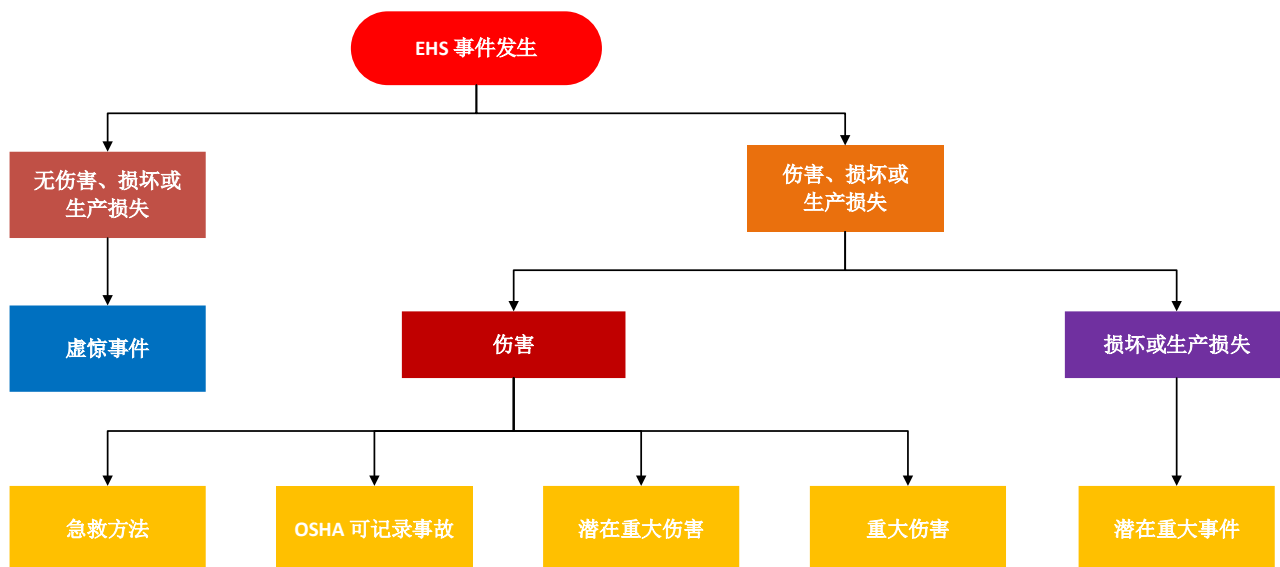 EHS 事件发生
无伤害、损坏或
生产损失
伤害、损坏或
生产损失
虚惊事件
伤害
损坏或生产损失
急救方法
OSHA 可记录事故
潜在重大伤害
重大伤害
潜在重大事件